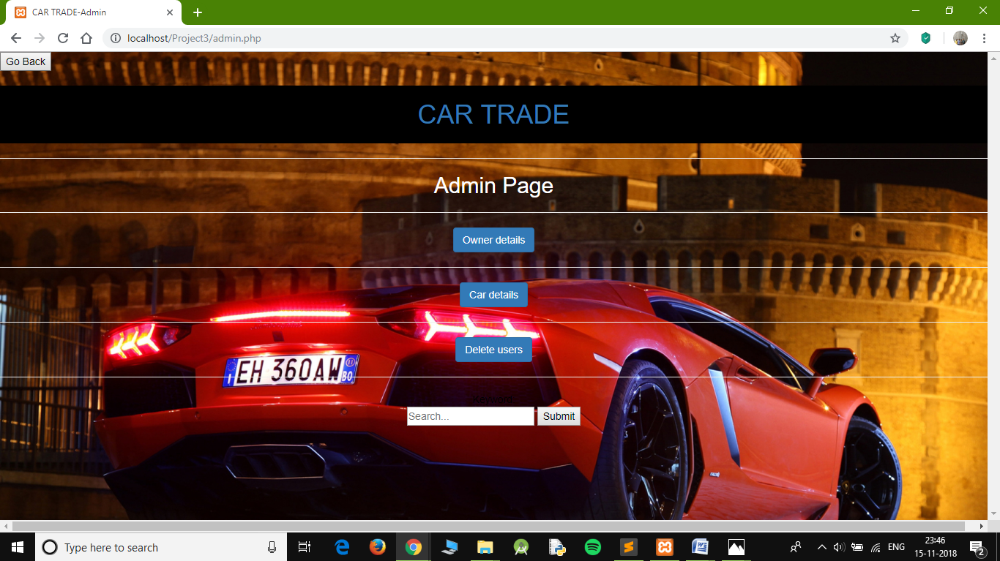 CAR TRADE-Admin
localhost/Project3/admin.php
Go Back
CAR TRADE
Admin Page
Owner details
Car details
Delete users
I EH 360AW BO
Search... Submit
Type here to search
ENG
23:46
15-11-2018
2